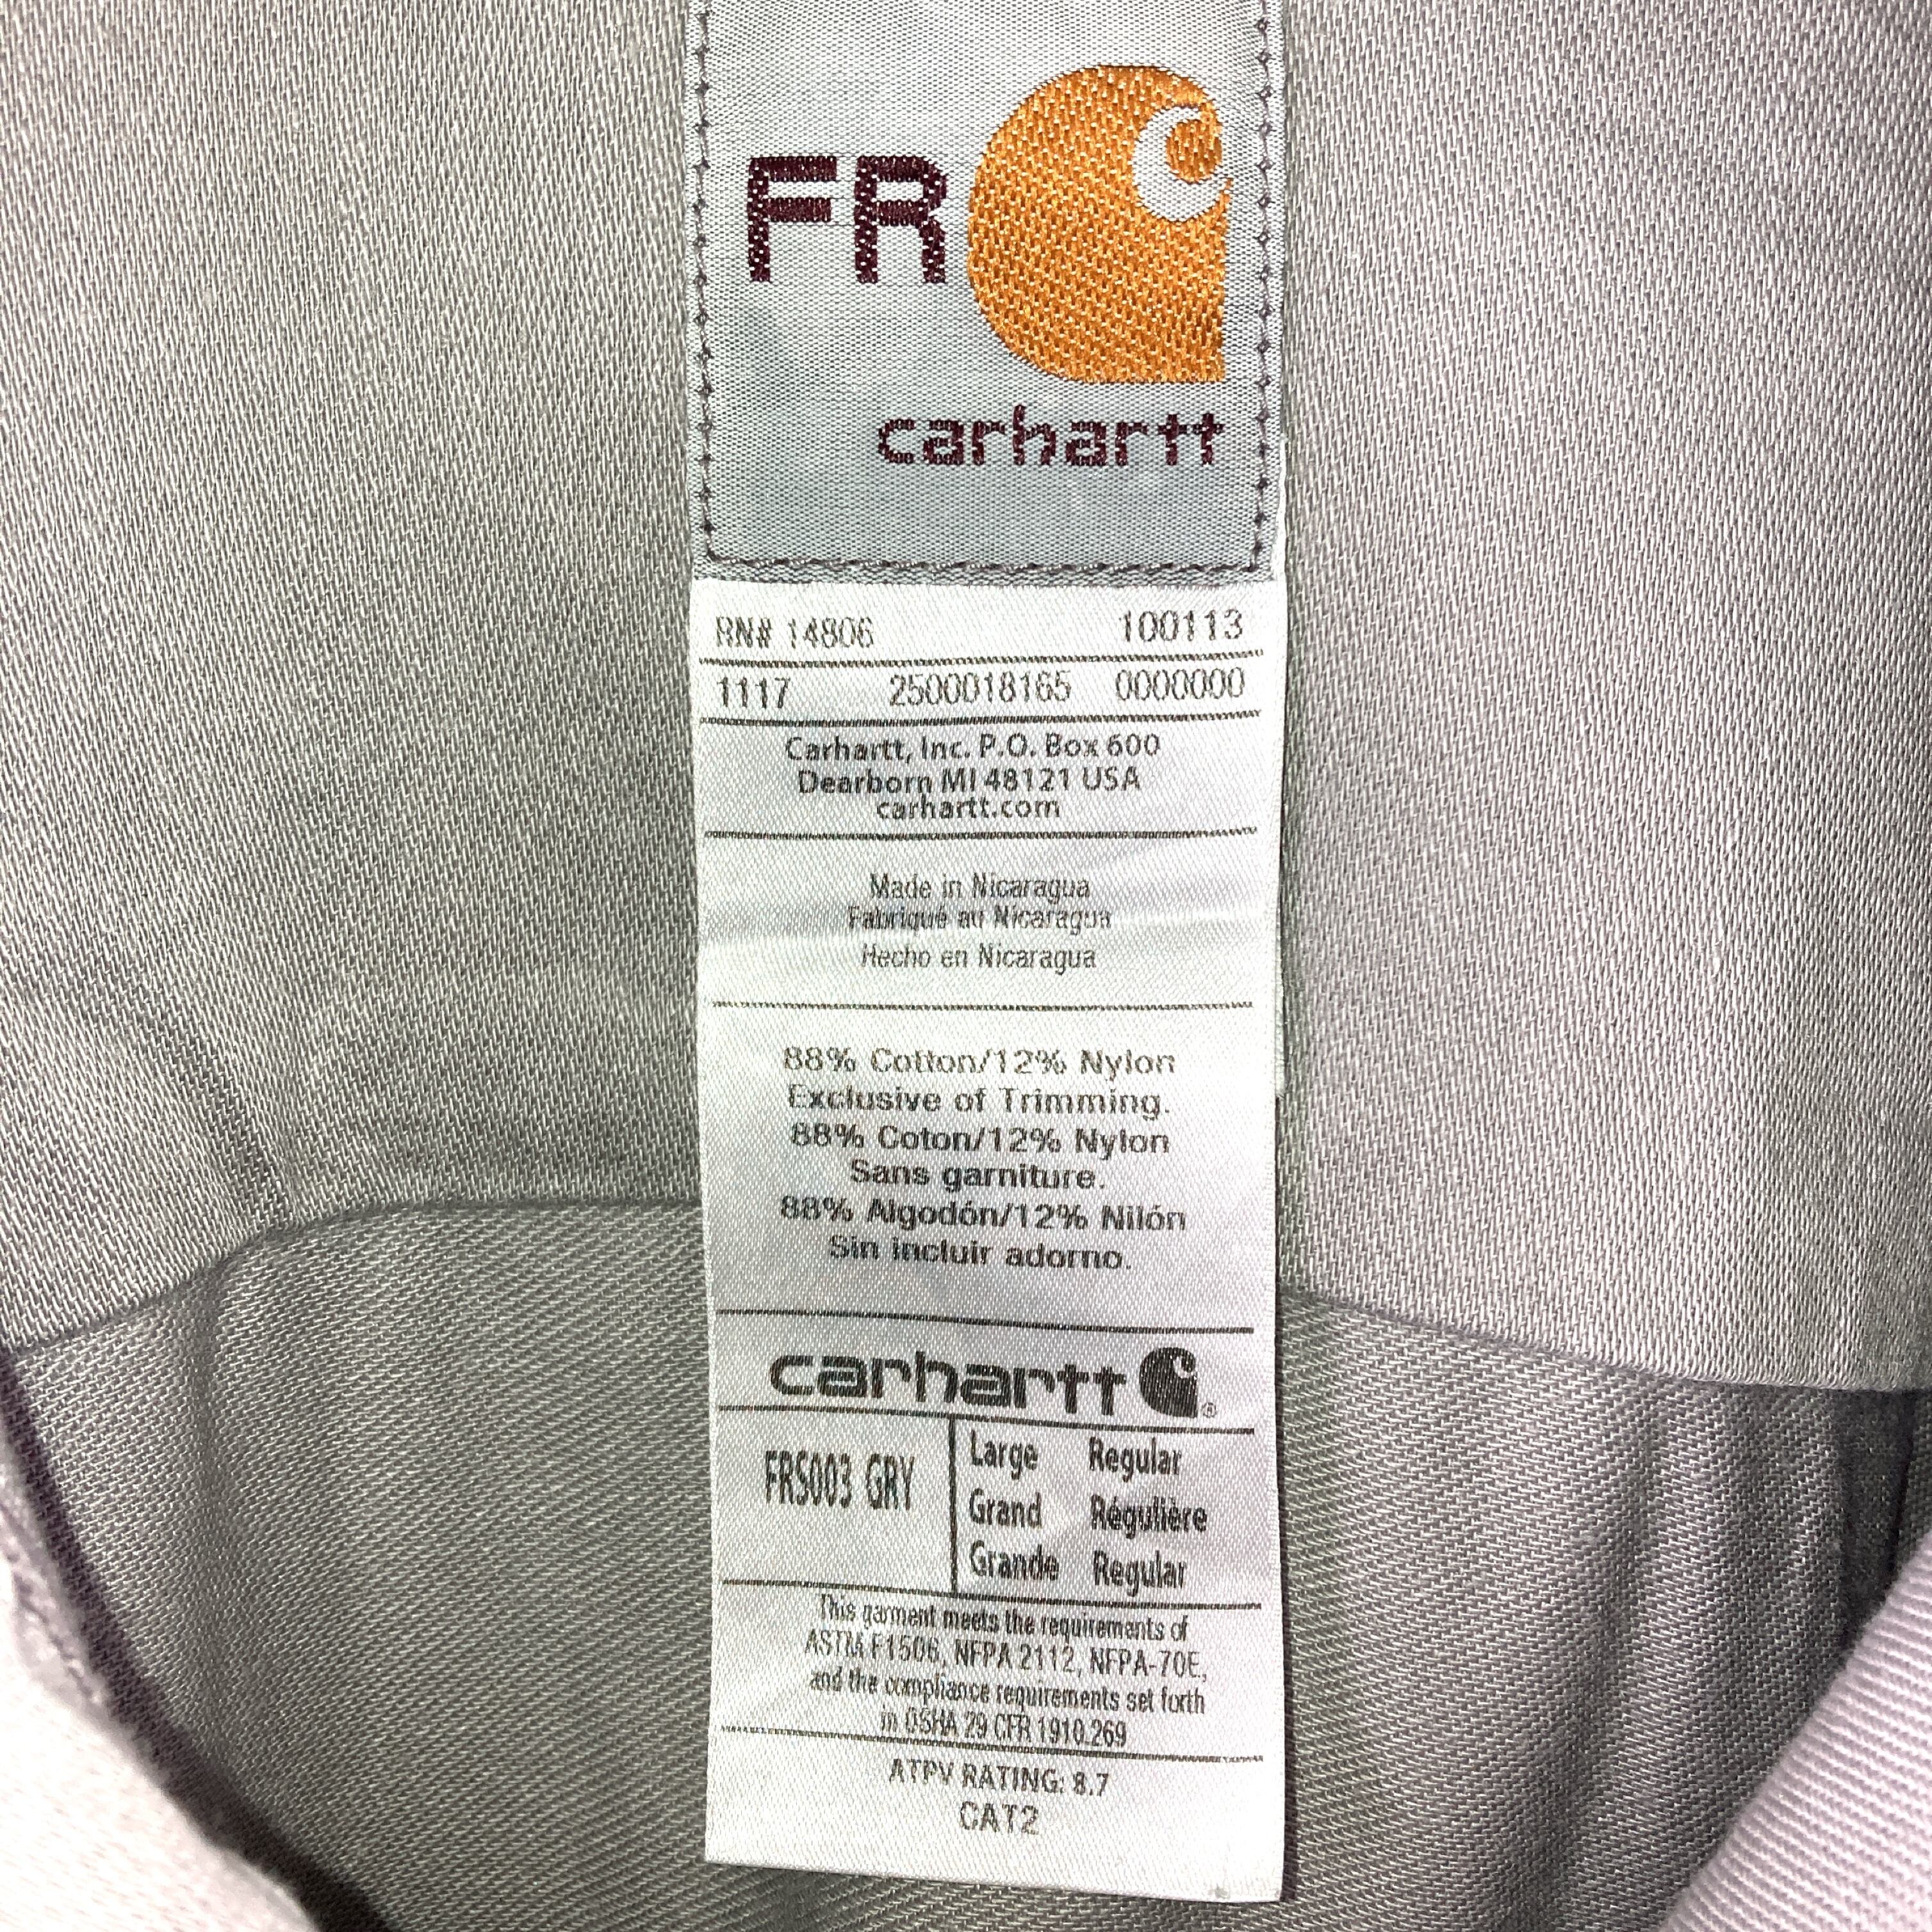 FR
carhartt
RN# 14806 100113
1117 2500018165 0000000
Carhartt, Inc. P.O. Box 600
Dearborn MI 48121 USA
carhartt.com
Made in Nicaragua
Fabriqué au Nicaragua
Hecho en Nicaragua
88% Cotton/12% Nylon
Exclusive of Trimming.
88% Coton/12% Nylon
Sans garniture.
88% Algodón/12% Nilón
Sin incluir adorno.
carhartt ®
FRS003 GRY
Large Regular
Grand Régulière
Grande Regular
This garment meets the requirements of
ASTM F1506, NFPA 2112, NFPA-70E,
and the compliance requirements set forth
in OSHA 29 CFR 1910.269
ATPV RATING: 8.7
CAT2